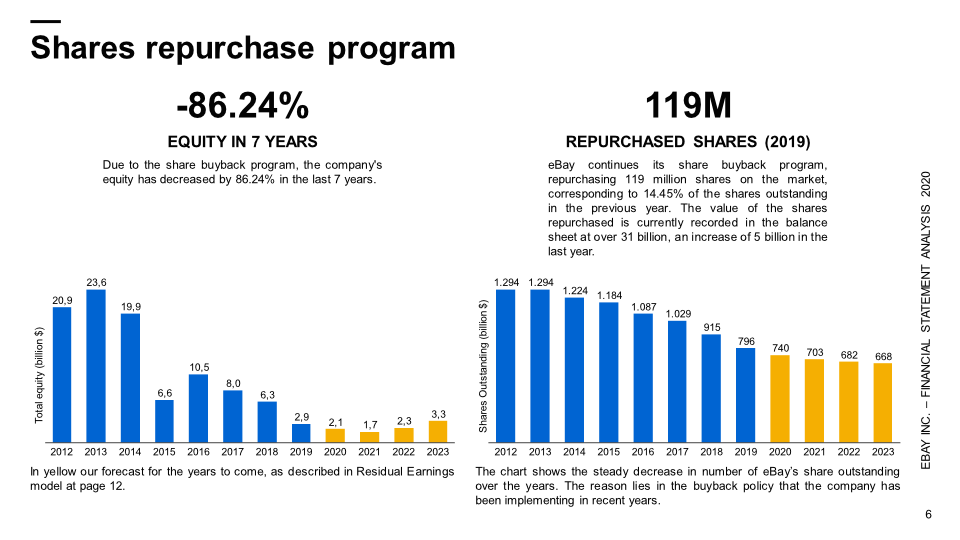 Shares repurchase program
-86.24%
EQUITY IN 7 YEARS
Due to the share buyback program, the company's
equity has decreased by 86.24% in the last 7 years.
119M
REPURCHASED SHARES (2019)
eBay continues its share buyback program,
repurchasing 119 million shares on the market,
corresponding to 14.45% of the shares outstanding
in the previous year. The value of the shares
repurchased is currently recorded in the balance
sheet at over 31 billion, an increase of 5 billion in the
last year.
Total equity (billion $)
20,9
23,6
19,9
6,6
10,5
8,0
6,3
2,9
2,1
1,7
2,3
3,3
2012 2013 2014 2015 2016 2017 2018 2019 2020 2021 2022 2023
In yellow our forecast for the years to come, as described in Residual Earnings
model at page 12.
Shares Outstanding (billion $)
1.294
1.294
1.224
1.184
1.087
1.029
915
796
740
703
682
668
2012 2013 2014 2015 2016 2017 2018 2019 2020 2021 2022 2023
The chart shows the steady decrease in number of eBay's share outstanding
over the years. The reason lies in the buyback policy that the company has
been implementing in recent years.
EBAY INC. – FINANCIAL STATEMENT ANALYSIS 2020
6